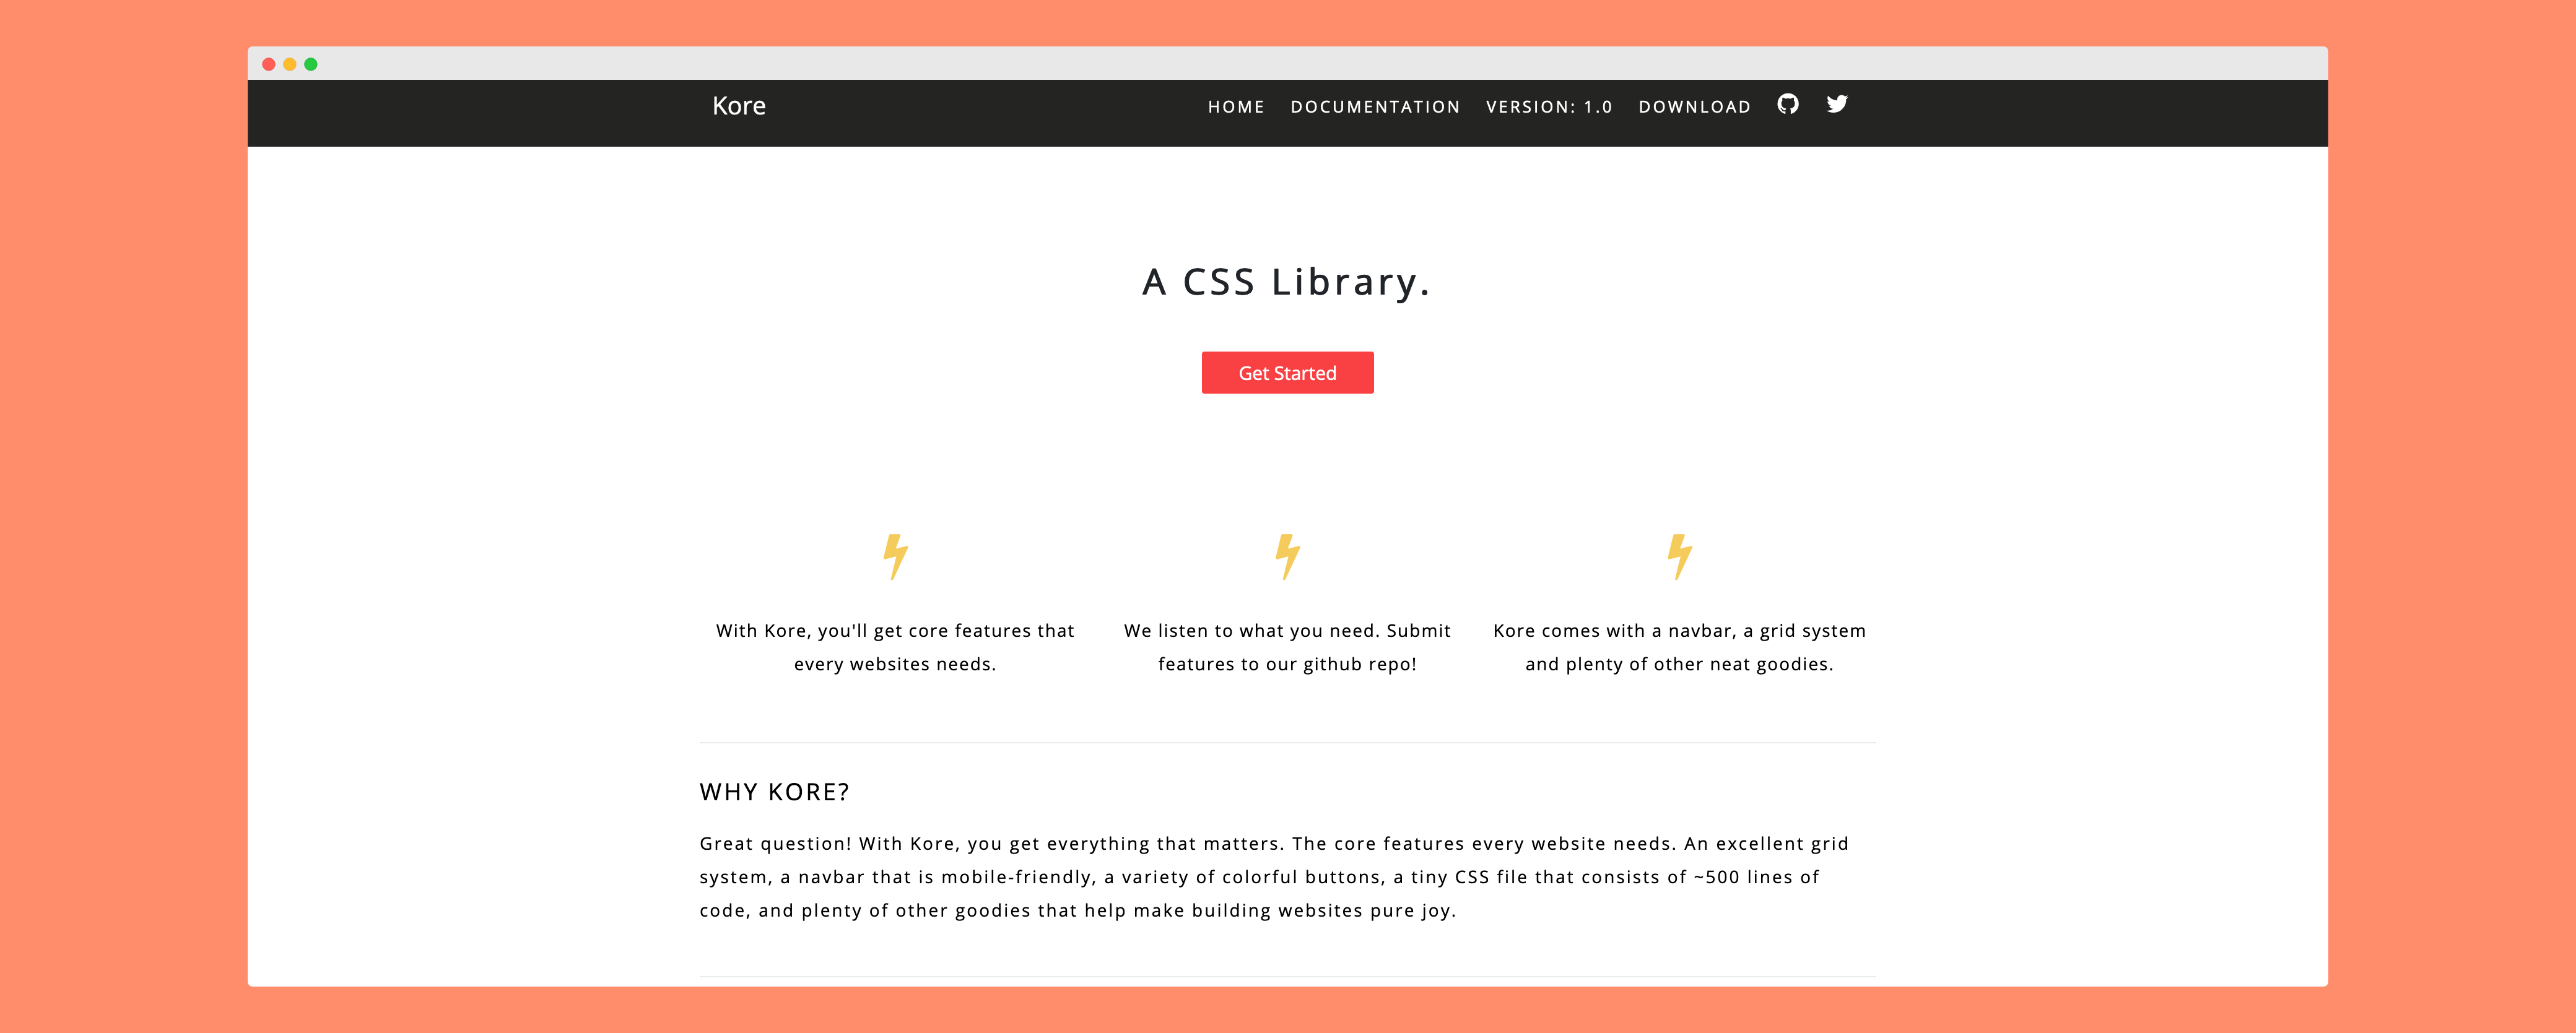 Kore
HOME DOCUMENTATION VERSION: 1.0 DOWNLOAD
A CSS Library.
Get Started
With Kore, you'll get core features that
every websites needs.
We listen to what you need. Submit
features to our github repo!
Kore comes with a navbar, a grid system
and plenty of other neat goodies.
WHY KORE?
Great question! With Kore, you get everything that matters. The core features every website needs. An excellent grid
system, a navbar that is mobile-friendly, a variety of colorful buttons, a tiny CSS file that consists of ~500 lines of
code, and plenty of other goodies that help make building websites pure joy.